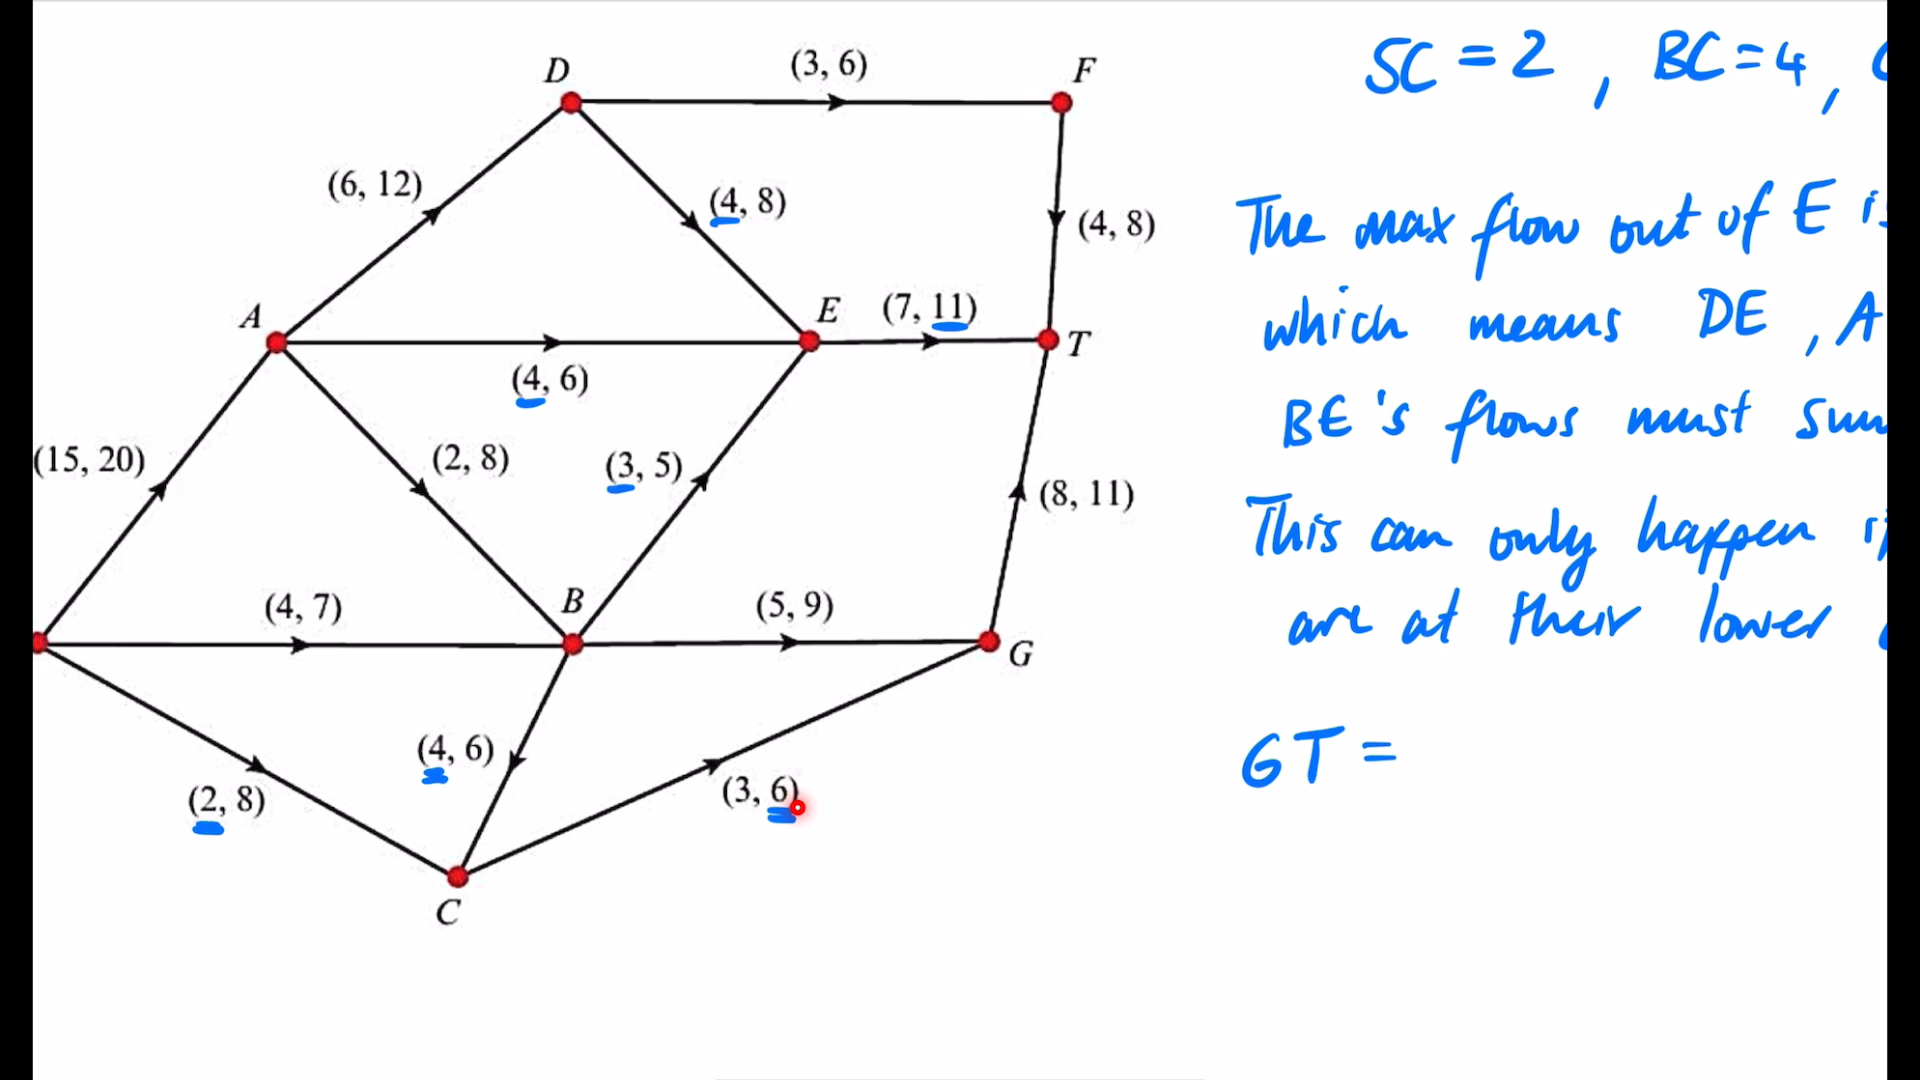 D
(3, 6)
F
(6, 12)
(4, 8)
(4, 8)
A
E
(7, 11)
T
(4, 6)
(15, 20)
(2, 8)
(3, 5)
(8, 11)
(4, 7)
B
(5, 9)
G
(4, 6)
(2, 8)
(3, 6)
C
SC = 2 , BC = 4 ,
The max flow out of E is
which means DE , A
BE's flows must sum
This can only happen if
are at their lower
GT =